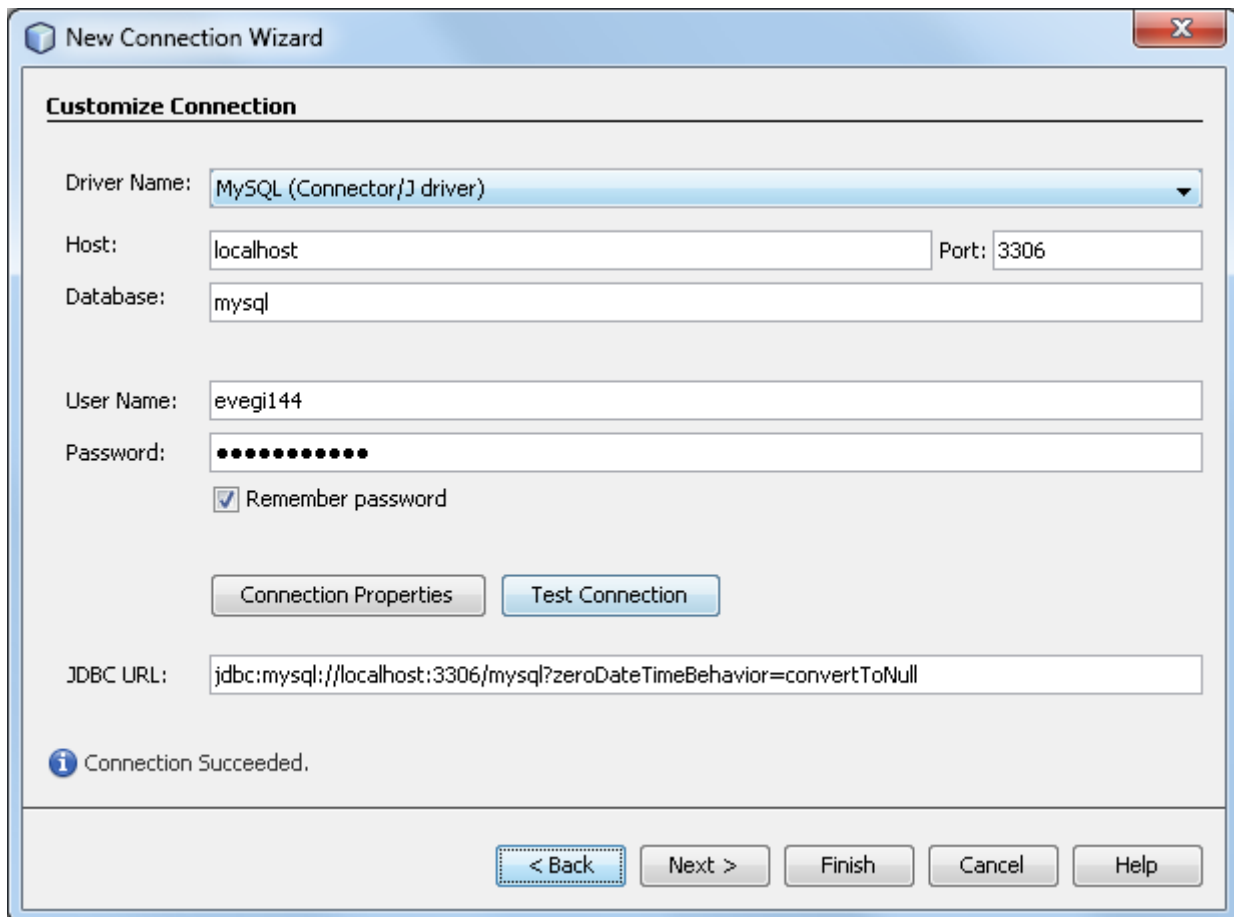 New Connection Wizard
Customize Connection
Driver Name: MySQL (Connector/J driver)
Host: localhost Port: 3306
Database: mysql
User Name: evegi144
Password: ●●●●●●●●●●●
Remember password
Connection Properties Test Connection
JDBC URL: jdbc:mysql://localhost:3306/mysql?zeroDateTimeBehavior=convertToNull
Connection Succeeded.
< Back Next > Finish Cancel Help